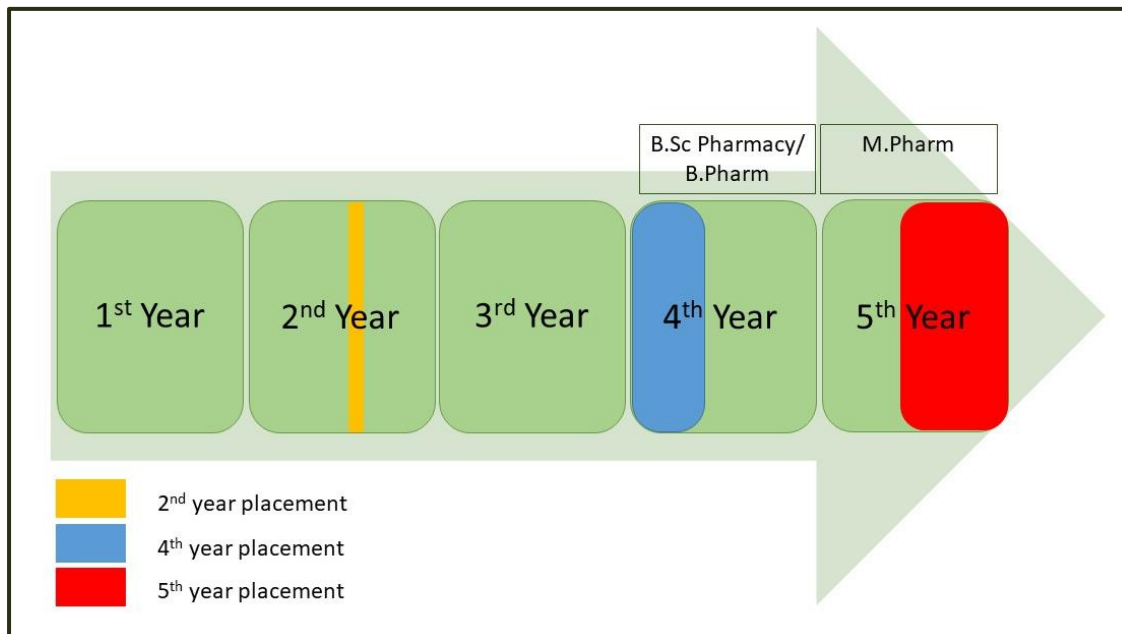 B.Sc Pharmacy/
B.Pharm
M.Pharm
1st Year
2nd Year
3rd Year
4th Year
5th Year
2nd year placement
4th year placement
5th year placement